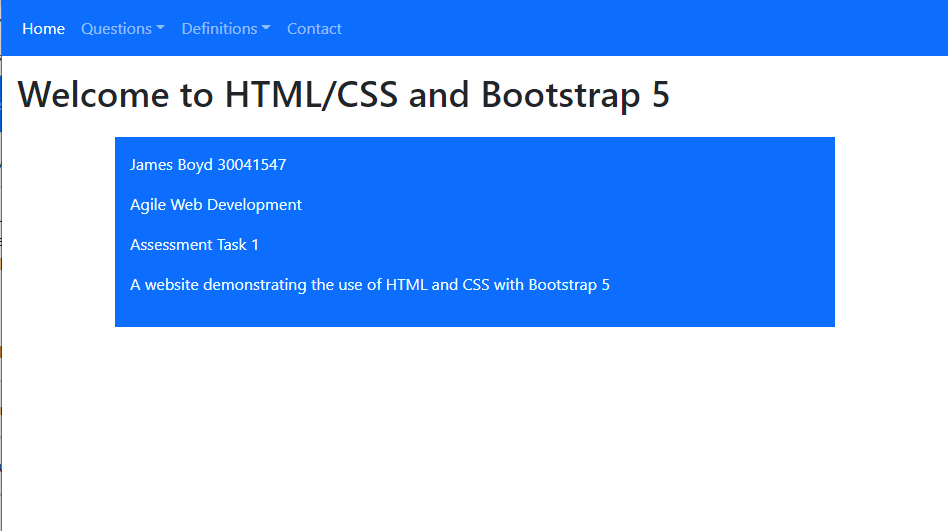 Home Questions Definitions Contact
Welcome to HTML/CSS and Bootstrap 5
James Boyd 30041547
Agile Web Development
Assessment Task 1
A website demonstrating the use of HTML and CSS with Bootstrap 5